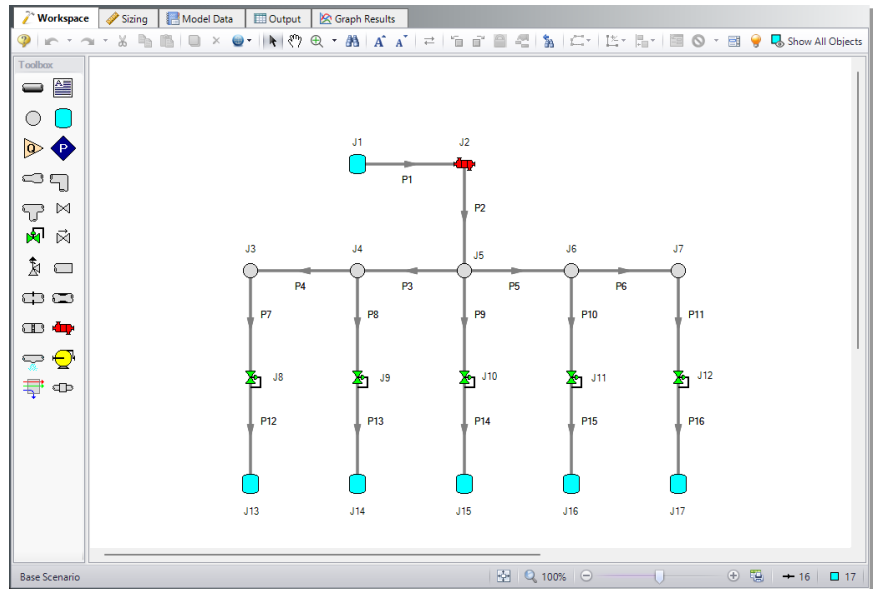 Workspace Sizing Model Data Output Graph Results
A A Show All Objects
Toolbox
A
Q P
J1 J2
P1
P2
J3 J4 J5 J6 J7
P4 P3 P5 P6
P7 P8 P9 P10 P11
J8 J9 J10 J11 J12
P12 P13 P14 P15 P16
J13 J14 J15 J16 J17
Base Scenario 100% 16 17